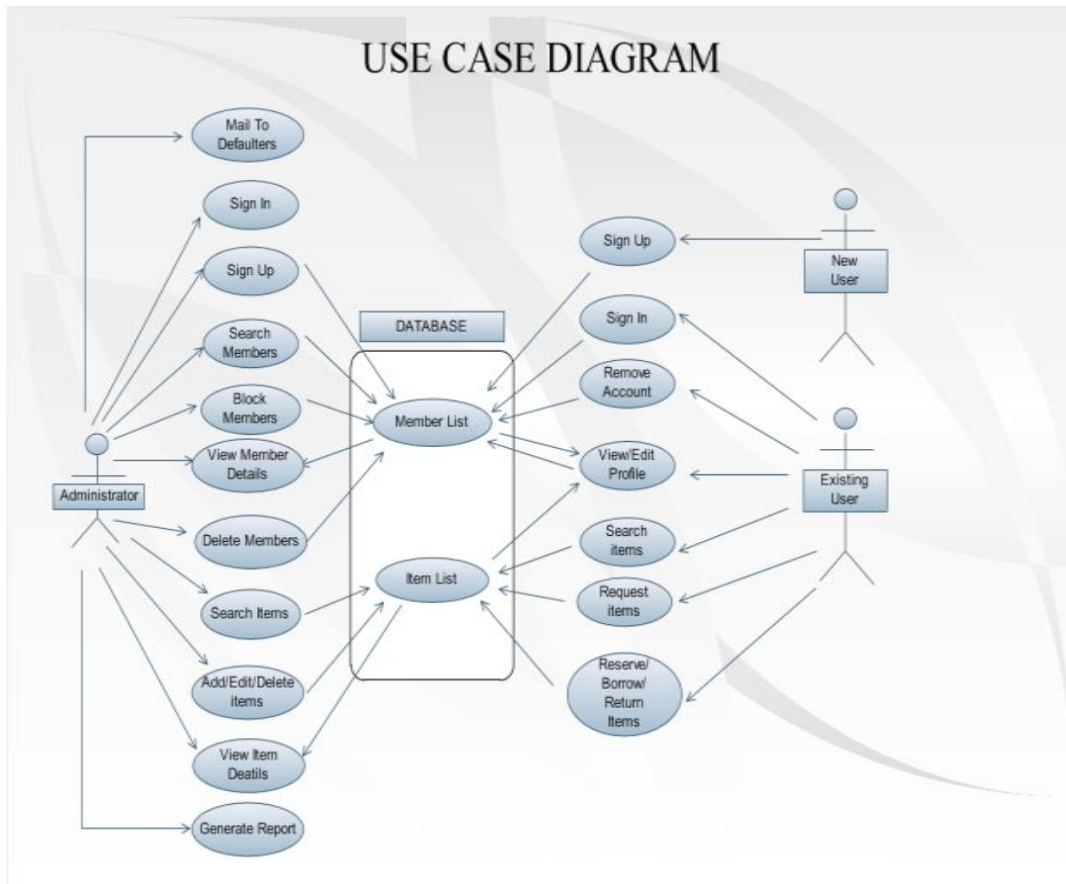 USE CASE DIAGRAM
Mail To
Defaulters
Sign In
Sign Up
Search
Members
Block
Members
View Member
Details
Administrator
Delete Members
Search Items
Add/Edit/Delete
items
View Item
Deatils
Generate Report
DATABASE
Member List
Item List
Sign Up
Sign In
Remove
Account
View/Edit
Profile
Search
items
Request
items
Reserve/
Borrow/
Return
Items
New
User
Existing
User